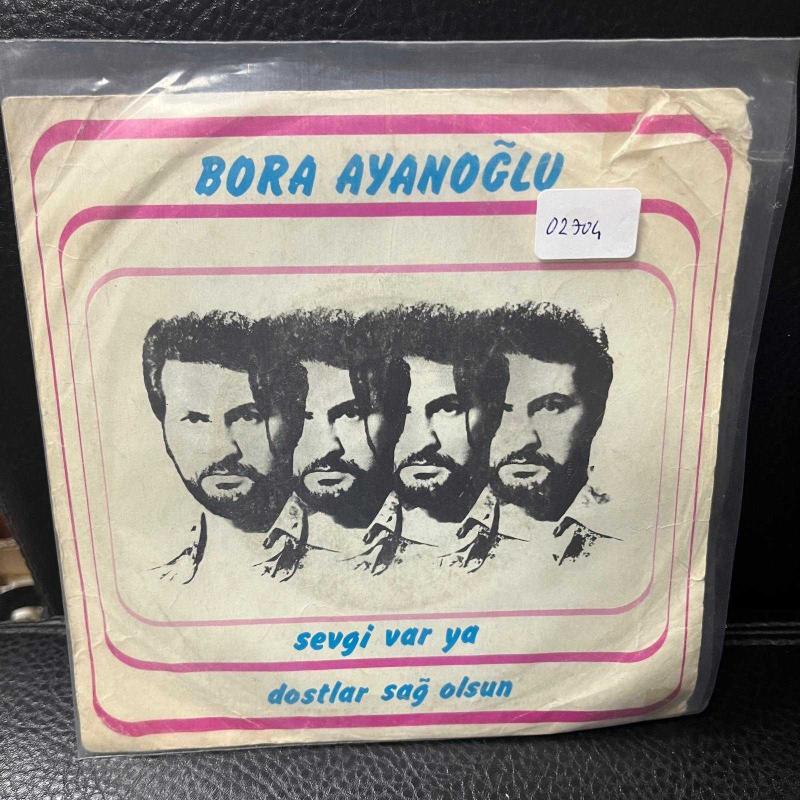 BORA AYANOĞLU
02704
sevgi var ya
dostlar sağ olsun